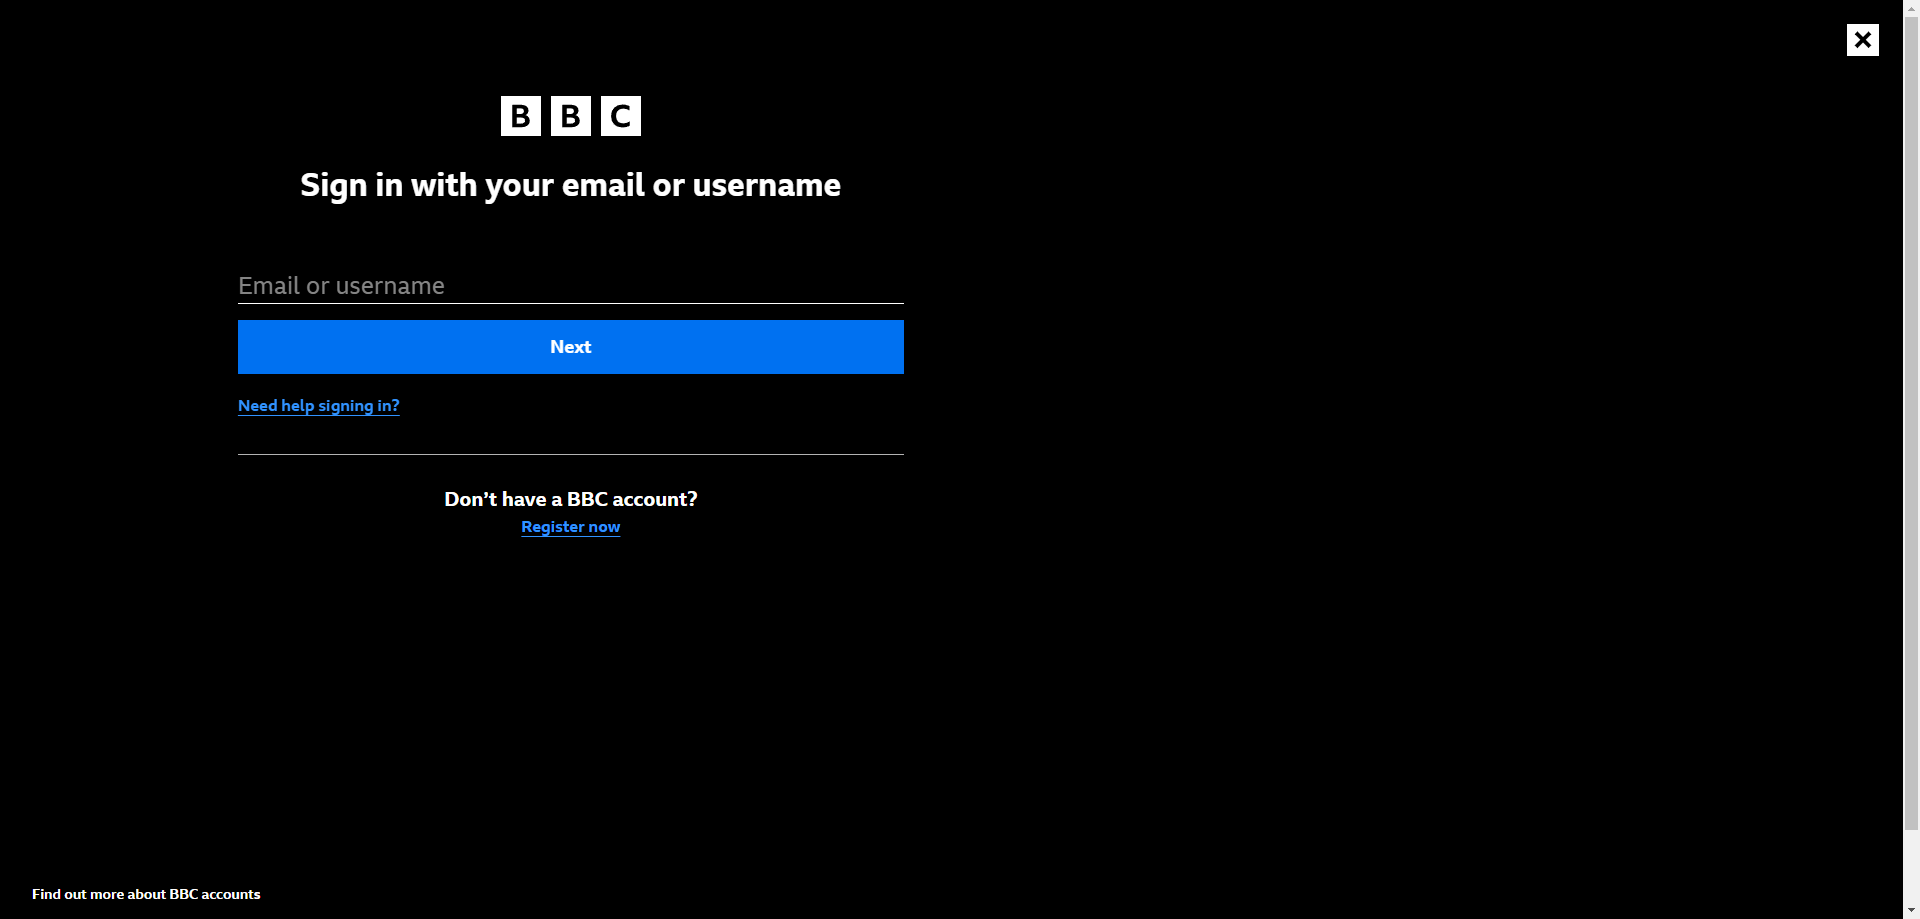 BBC
Sign in with your email or username
Email or username
Next
Need help signing in?
Don’t have a BBC account?
Register now
Find out more about BBC accounts